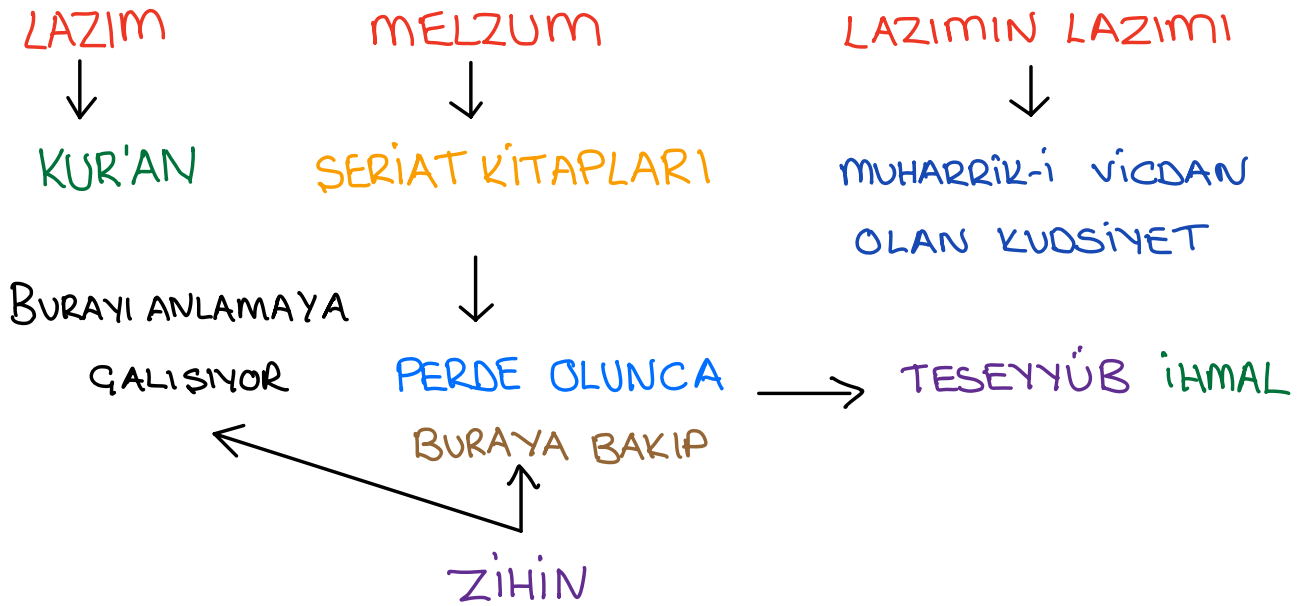 LAZIM
MELZUM
LAZIMIN LAZIMI
KUR'AN
SERİAT KİTAPLARI
MUHARRİK-İ VİCDAN
OLAN KUDSİYET
BURAYI ANLAMAYA
ÇALIŞIYOR
PERDE OLUNCA
BURAYA BAKIP
TESEYYÜB İHMAL
ZİHİN